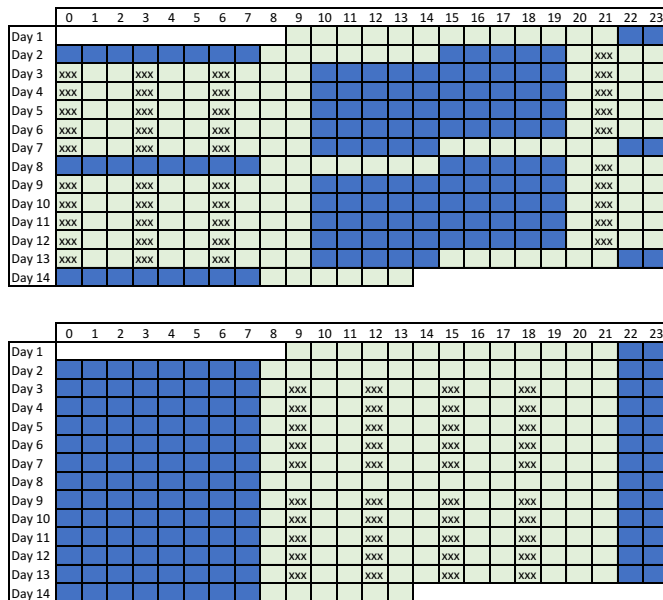 0 1 2 3 4 5 6 7 8 9 10 11 12 13 14 15 16 17 18 19 20 21 22 23
Day 1
Day 2 xxx
Day 3 xxx xxx xxx xxx
Day 4 xxx xxx xxx xxx
Day 5 xxx xxx xxx xxx
Day 6 xxx xxx xxx xxx
Day 7 xxx xxx xxx
Day 8 xxx
Day 9 xxx xxx xxx xxx
Day 10 xxx xxx xxx xxx
Day 11 xxx xxx xxx xxx
Day 12 xxx xxx xxx xxx
Day 13 xxx xxx xxx
Day 14
0 1 2 3 4 5 6 7 8 9 10 11 12 13 14 15 16 17 18 19 20 21 22 23
Day 1
Day 2
Day 3 xxx xxx xxx xxx
Day 4 xxx xxx xxx xxx
Day 5 xxx xxx xxx xxx
Day 6 xxx xxx xxx xxx
Day 7 xxx xxx xxx xxx
Day 8
Day 9 xxx xxx xxx xxx
Day 10 xxx xxx xxx xxx
Day 11 xxx xxx xxx xxx
Day 12 xxx xxx xxx xxx
Day 13 xxx xxx xxx xxx
Day 14